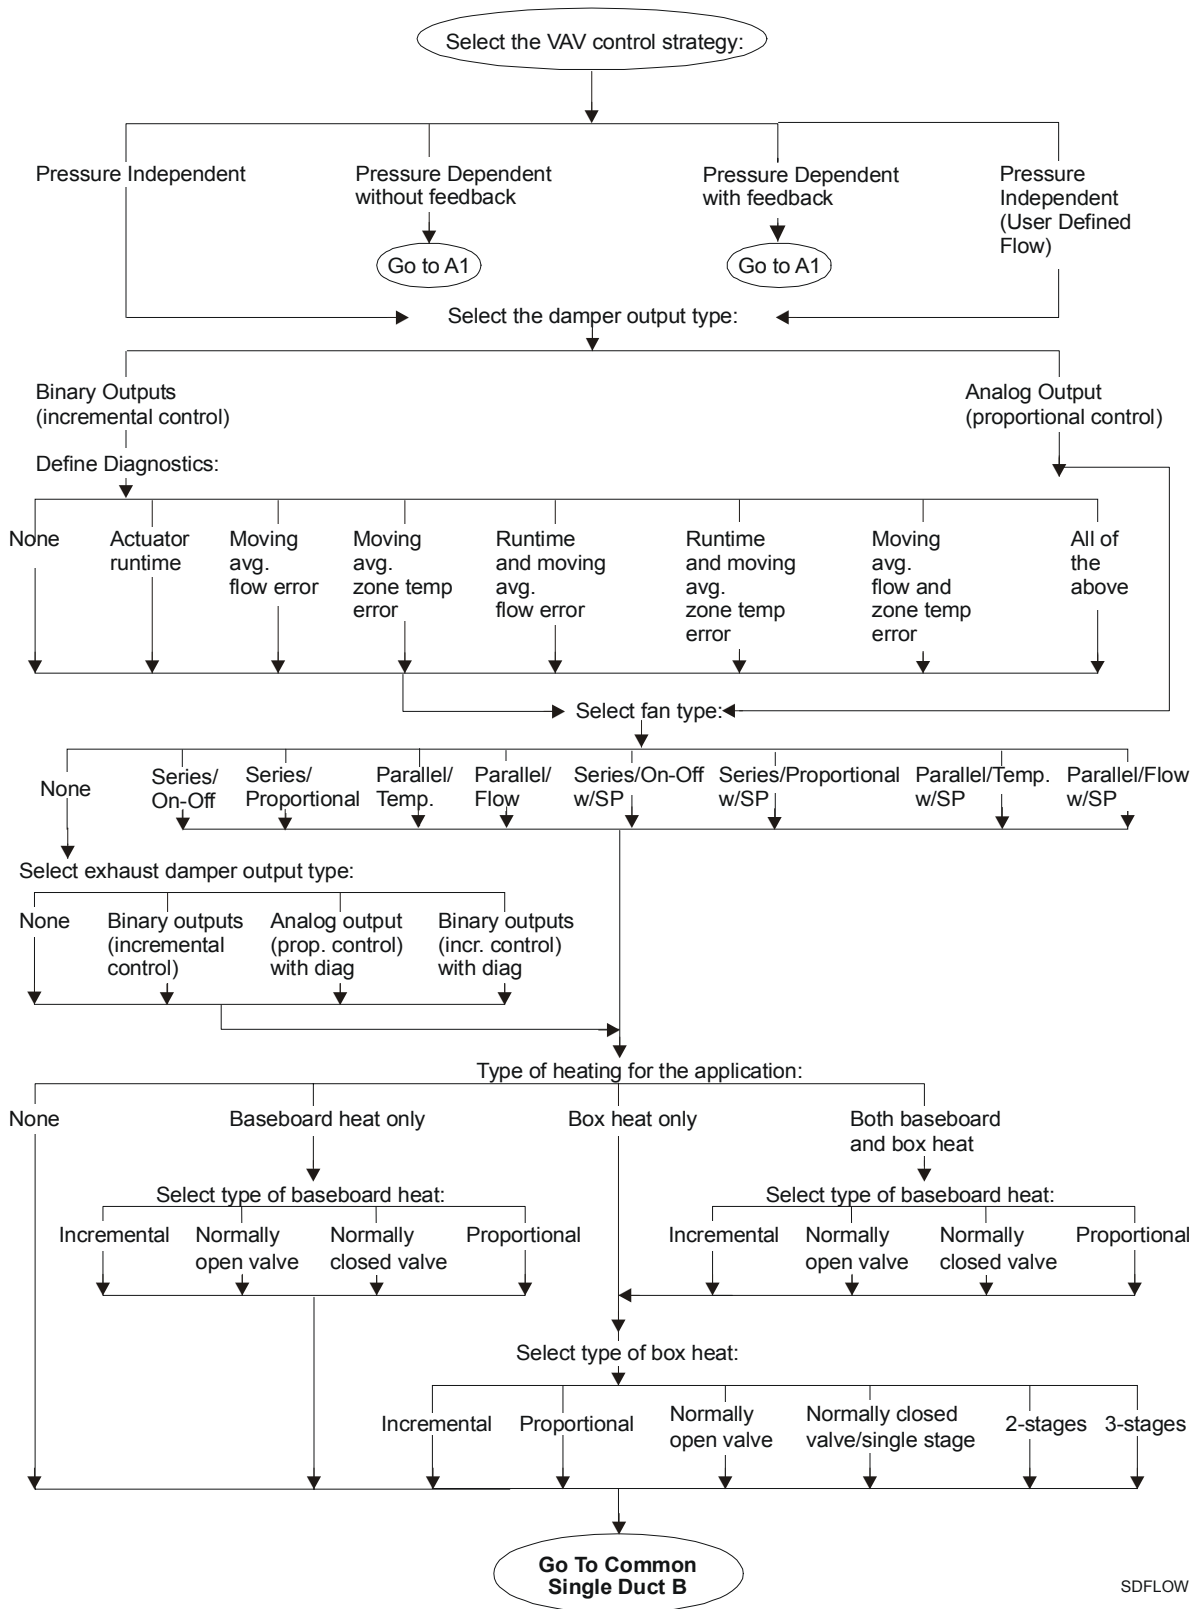 Select the VAV control strategy:
Pressure Independent
Pressure Dependent
without feedback
Pressure Dependent
with feedback
Pressure
Independent
(User Defined
Flow)
Go to A1
Go to A1
Select the damper output type:
Binary Outputs
(incremental control)
Analog Output
(proportional control)
Define Diagnostics:
None
Actuator
runtime
Moving
avg.
flow error
Moving
avg.
zone temp
error
Runtime
and moving
avg.
flow error
Runtime
and moving
avg.
zone temp
error
Moving
avg.
flow and
zone temp
error
All of
the
above
Select fan type:
None
Series/
On-Off
Series/
Proportional
Parallel/
Temp.
Parallel/
Flow
Series/On-Off
w/SP
Series/Proportional
w/SP
Parallel/Temp.
w/SP
Parallel/Flow
w/SP
Select exhaust damper output type:
None
Binary outputs
(incremental
control)
Analog output
(prop. control)
with diag
Binary outputs
(incr. control)
with diag
Type of heating for the application:
None
Baseboard heat only
Box heat only
Both baseboard
and box heat
Select type of baseboard heat:
Incremental
Normally
open valve
Normally
closed valve
Proportional
Select type of baseboard heat:
Incremental
Normally
open valve
Normally
closed valve
Proportional
Select type of box heat:
Incremental
Proportional
Normally
open valve
Normally closed
valve/single stage
2-stages
3-stages
Go To Common
Single Duct B
SDFLOW